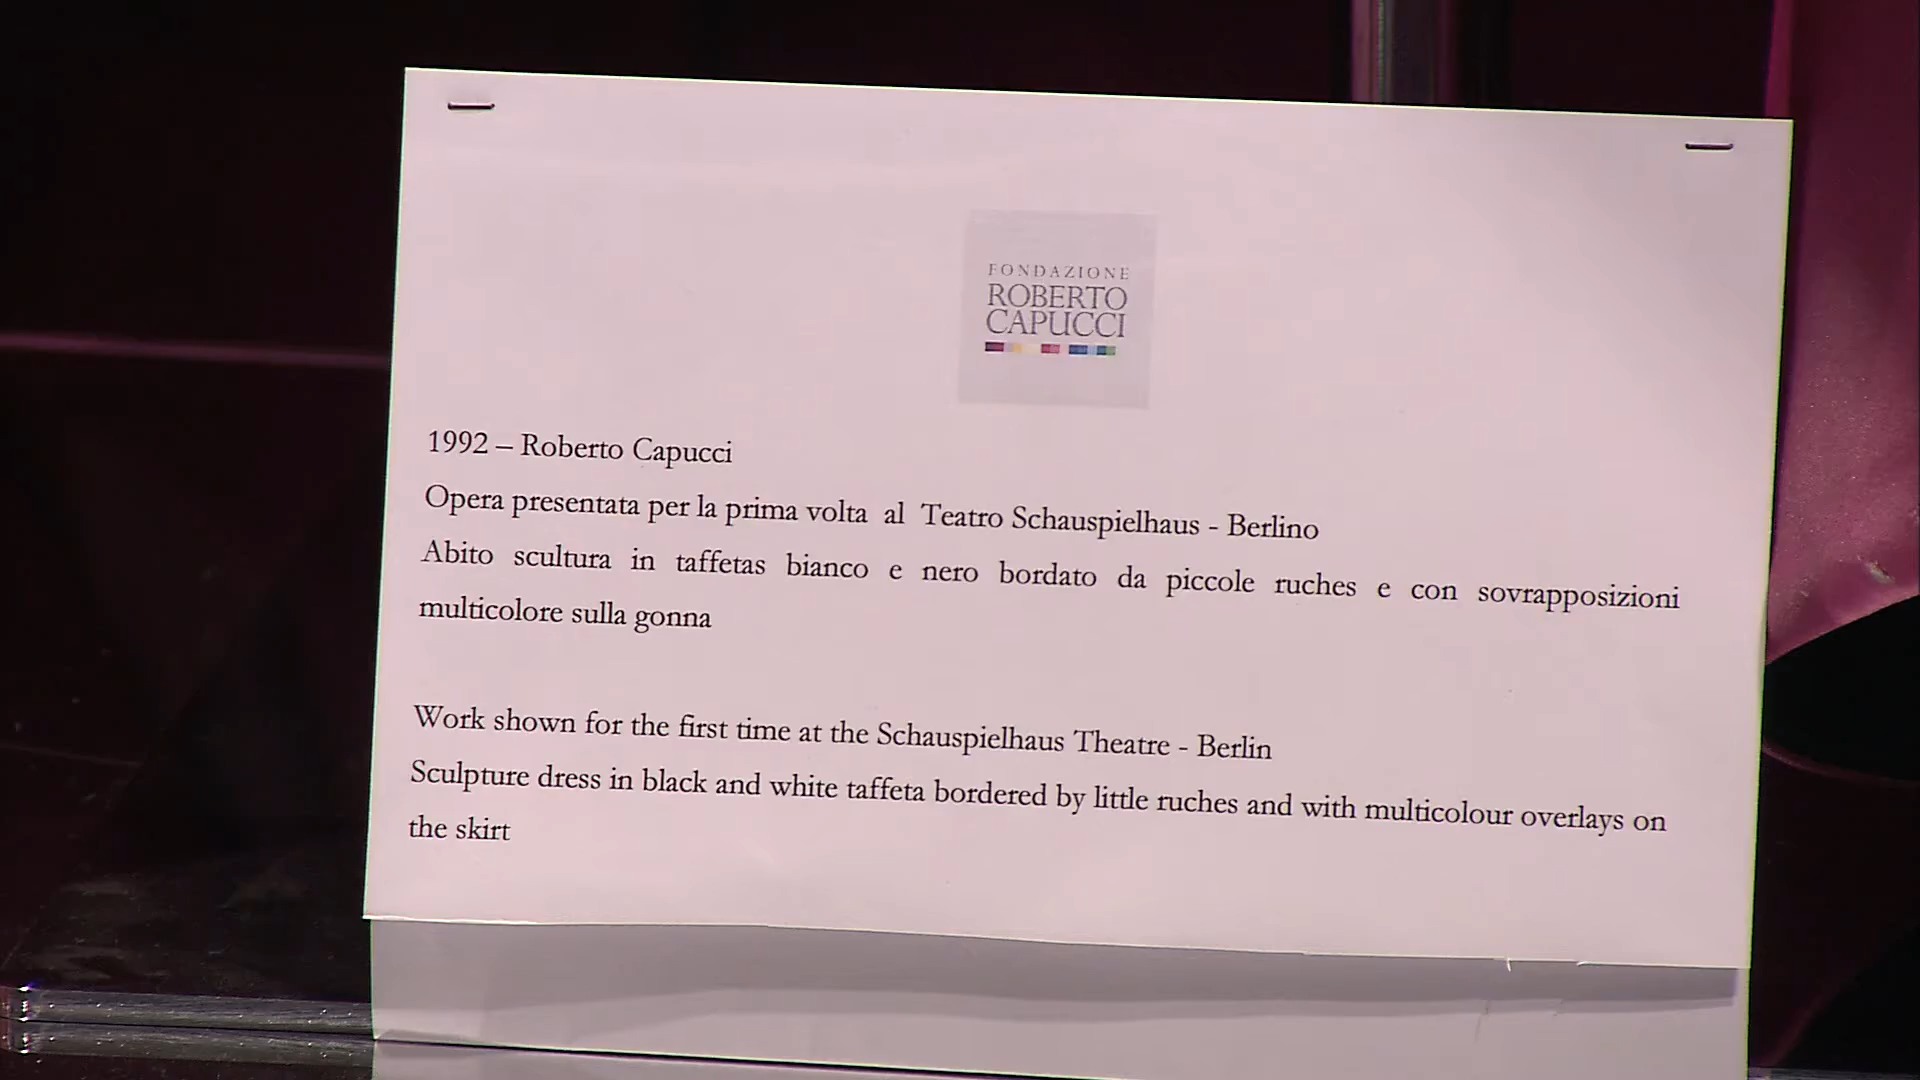 FONDAZIONE
ROBERTO
CAPUCCI
1992 – Roberto Capucci
Opera presentata per la prima volta al Teatro Schauspielhaus - Berlino
Abito scultura in taffetas bianco e nero bordato da piccole ruches e con sovrapposizioni
multicolore sulla gonna
Work shown for the first time at the Schauspielhaus Theatre - Berlin
Sculpture dress in black and white taffeta bordered by little ruches and with multicolour overlays on
the skirt